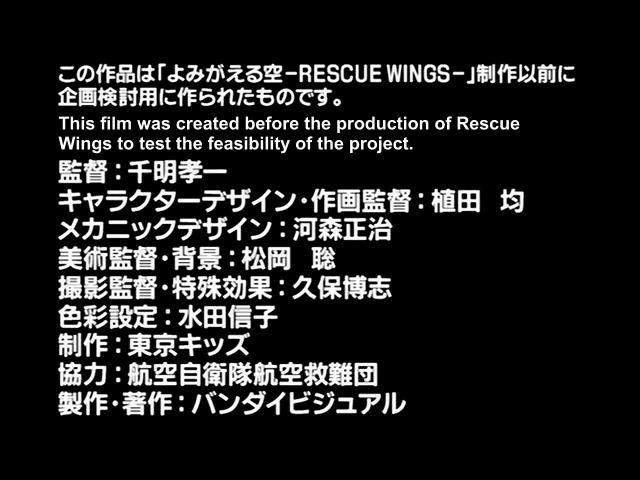 この作品は「よみがえる空－RESCUE WINGS－」制作以前に
企画検討用に作られたものです。
This film was created before the production of Rescue
Wings to test the feasibility of the project.
監督：千明孝一
キャラクターデザイン・作画監督：植田　均
メカニックデザイン：河森正治
美術監督・背景：松岡　聡
撮影監督・特殊効果：久保博志
色彩設定：水田信子
制作：東京キッズ
協力：航空自衛隊航空救難団
製作・著作：バンダイビジュアル